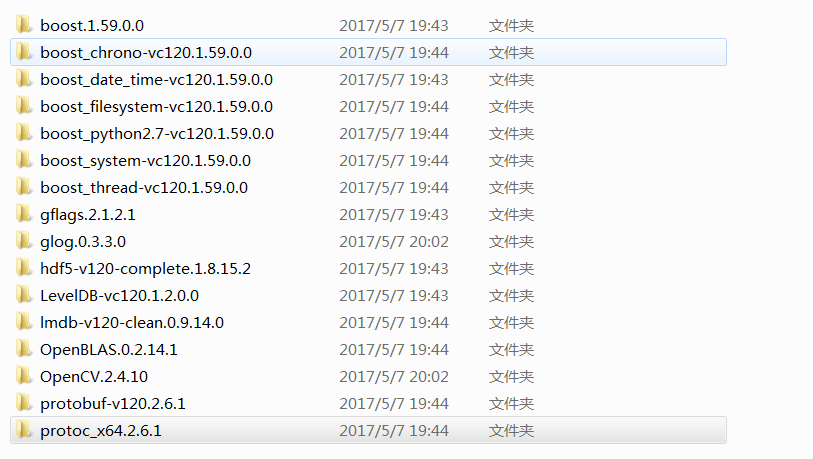 boost.1.59.0.0 2017/5/7 19:43 文件夹
boost_chrono-vc120.1.59.0.0 2017/5/7 19:44 文件夹
boost_date_time-vc120.1.59.0.0 2017/5/7 19:43 文件夹
boost_filesystem-vc120.1.59.0.0 2017/5/7 19:44 文件夹
boost_python2.7-vc120.1.59.0.0 2017/5/7 19:44 文件夹
boost_system-vc120.1.59.0.0 2017/5/7 19:44 文件夹
boost_thread-vc120.1.59.0.0 2017/5/7 19:44 文件夹
gflags.2.1.2.1 2017/5/7 19:43 文件夹
glog.0.3.3.0 2017/5/7 20:02 文件夹
hdf5-v120-complete.1.8.15.2 2017/5/7 19:43 文件夹
LevelDB-vc120.1.2.0.0 2017/5/7 19:43 文件夹
lmdb-v120-clean.0.9.14.0 2017/5/7 19:44 文件夹
OpenBLAS.0.2.14.1 2017/5/7 19:44 文件夹
OpenCV.2.4.10 2017/5/7 20:02 文件夹
protobuf-v120.2.6.1 2017/5/7 19:44 文件夹
protoc_x64.2.6.1 2017/5/7 19:44 文件夹